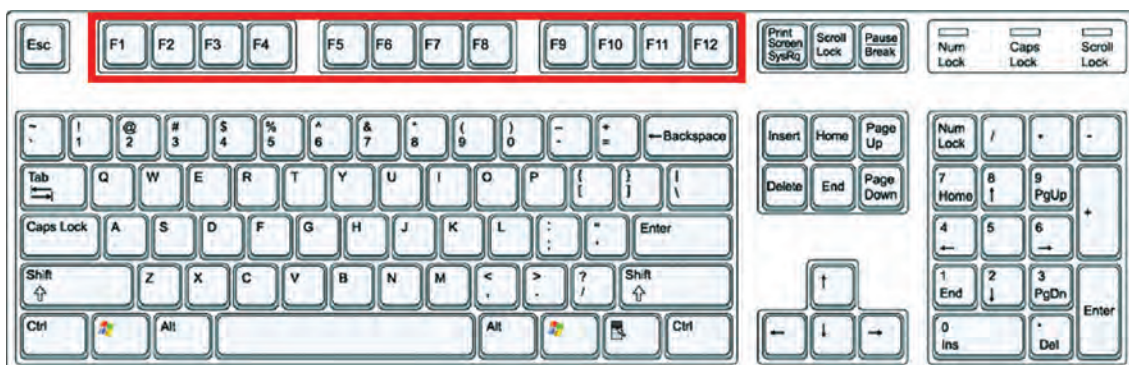 Esc F1 F2 F3 F4 F5 F6 F7 F8 F9 F10 F11 F12 Print Screen SysRq Scroll Lock Pause Break Num Lock Caps Lock Scroll Lock
~ ` ! 1 @ 2 # 3 $ 4 % 5 ^ 6 & 7 * 8 ( 9 ) 0 - - + = ←Backspace Insert Home Page Up Num Lock / * -
Tab Q W E R T Y U I O P { [ } ] | \ Delete End Page Down 7 Home 8 ↑ 9 PgUp +
Caps Lock A S D F G H J K L : ; " ' Enter 4 ← 5 6 →
Shift ⇧ Z X C V B N M < , > . ? / Shift ⇧ ↑ 1 End 2 ↓ 3 PgDn Enter
Ctrl Alt Alt Ctrl ← ↓ → 0 Ins . Del